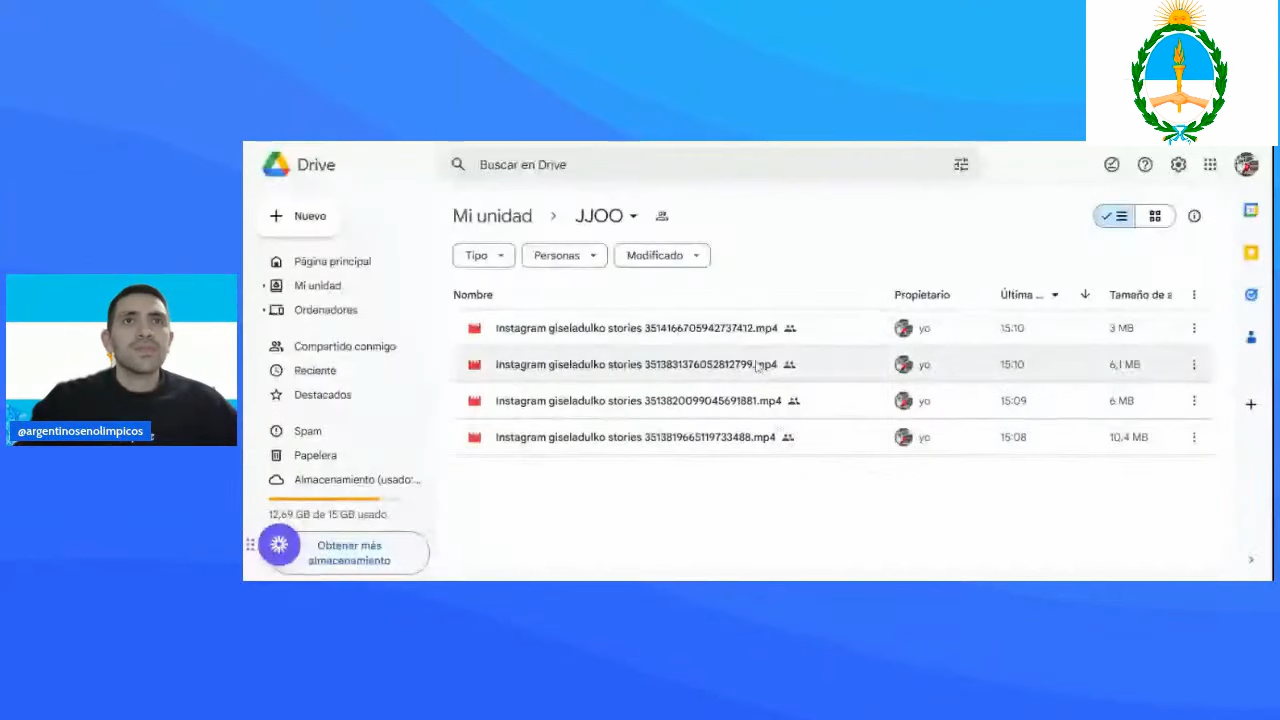 Drive
Buscar en Drive
Nuevo
Mi unidad
JJOO
Tipo
Personas
Modificado
Página principal
Mi unidad
Ordenadores
Compartido conmigo
Reciente
Destacados
Spam
Papelera
Almacenamiento (usado:...
12,69 GB de 15 GB usado
Obtener más
almacenamiento
Nombre Propietario Última ... Tamaño de a
Instagram giseladulko stories 3514166705942737412.mp4 yo 15:10 3 MB
Instagram giseladulko stories 3513831376052812799.mp4 yo 15:10 6,1 MB
Instagram giseladulko stories 3513820099045691881.mp4 yo 15:09 6 MB
Instagram giseladulko stories 3513819665119733488.mp4 yo 15:08 10,4 MB
@argentinosenolimpicos